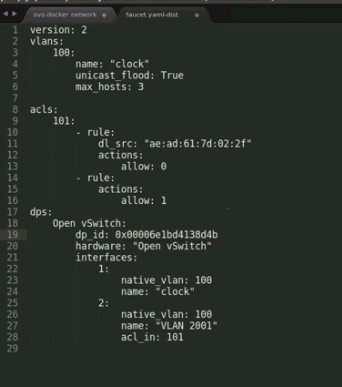 ovs-docker network
faucet.yaml-dist
1 version: 2
2 vlans:
3     100:
4         name: "clock"
5         unicast_flood: True
6         max_hosts: 3
7
8 acls:
9     101:
10         - rule:
11             dl_src: "ae:ad:61:7d:02:2f"
12             actions:
13                 allow: 0
14         - rule:
15             actions:
16                 allow: 1
17 dps:
18     Open vSwitch:
19         dp_id: 0x00006e1bd4138d4b
20         hardware: "Open vSwitch"
21         interfaces:
22             1:
23                 native_vlan: 100
24                 name: "clock"
25             2:
26                 native_vlan: 100
27                 name: "VLAN 2001"
28                 acl_in: 101
29